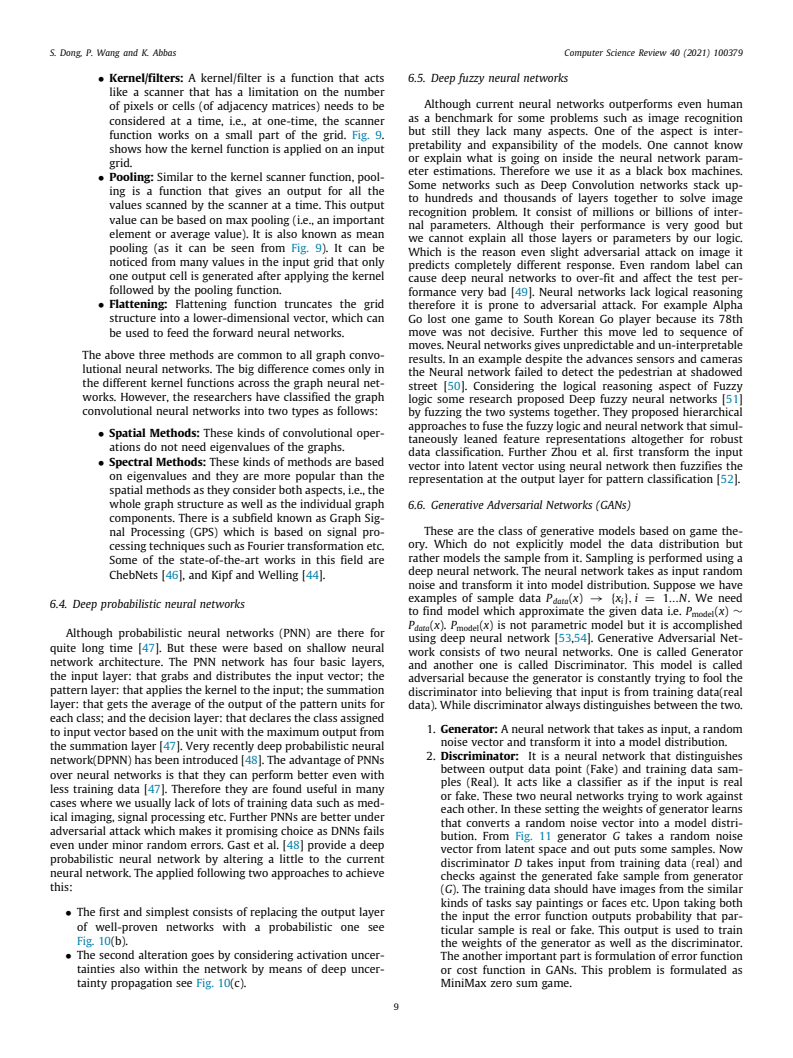 S. Dong, P. Wang and K. Abbas
Computer Science Review 40 (2021) 100379
• Kernel/filters: A kernel/filter is a function that acts
like a scanner that has a limitation on the number
of pixels or cells (of adjacency matrices) needs to be
considered at a time, i.e., at one-time, the scanner
function works on a small part of the grid. Fig. 9.
shows how the kernel function is applied on an input
grid.
• Pooling: Similar to the kernel scanner function, pool-
ing is a function that gives an output for all the
values scanned by the scanner at a time. This output
value can be based on max pooling (i.e., an important
element or average value). It is also known as mean
pooling (as it can be seen from Fig. 9). It can be
noticed from many values in the input grid that only
one output cell is generated after applying the kernel
followed by the pooling function.
• Flattening: Flattening function truncates the grid
structure into a lower-dimensional vector, which can
be used to feed the forward neural networks.
The above three methods are common to all graph convo-
lutional neural networks. The big difference comes only in
the different kernel functions across the graph neural net-
works. However, the researchers have classified the graph
convolutional neural networks into two types as follows:
• Spatial Methods: These kinds of convolutional oper-
ations do not need eigenvalues of the graphs.
• Spectral Methods: These kinds of methods are based
on eigenvalues and they are more popular than the
spatial methods as they consider both aspects, i.e., the
whole graph structure as well as the individual graph
components. There is a subfield known as Graph Sig-
nal Processing (GPS) which is based on signal pro-
cessing techniques such as Fourier transformation etc.
Some of the state-of-the-art works in this field are
ChebNets [46], and Kipf and Welling [44].
6.4. Deep probabilistic neural networks
Although probabilistic neural networks (PNN) are there for
quite long time [47]. But these were based on shallow neural
network architecture. The PNN network has four basic layers,
the input layer: that grabs and distributes the input vector; the
pattern layer: that applies the kernel to the input; the summation
layer: that gets the average of the output of the pattern units for
each class; and the decision layer: that declares the class assigned
to input vector based on the unit with the maximum output from
the summation layer [47]. Very recently deep probabilistic neural
network(DPNN) has been introduced [48]. The advantage of PNNs
over neural networks is that they can perform better even with
less training data [47]. Therefore they are found useful in many
cases where we usually lack of lots of training data such as med-
ical imaging, signal processing etc. Further PNNs are better under
adversarial attack which makes it promising choice as DNNs fails
even under minor random errors. Gast et al. [48] provide a deep
probabilistic neural network by altering a little to the current
neural network. The applied following two approaches to achieve
this:
• The first and simplest consists of replacing the output layer
of well-proven networks with a probabilistic one see
Fig. 10(b).
• The second alteration goes by considering activation uncer-
tainties also within the network by means of deep uncer-
tainty propagation see Fig. 10(c).
6.5. Deep fuzzy neural networks
Although current neural networks outperforms even human
as a benchmark for some problems such as image recognition
but still they lack many aspects. One of the aspect is inter-
pretability and expansibility of the models. One cannot know
or explain what is going on inside the neural network param-
eter estimations. Therefore we use it as a black box machines.
Some networks such as Deep Convolution networks stack up-
to hundreds and thousands of layers together to solve image
recognition problem. It consist of millions or billions of inter-
nal parameters. Although their performance is very good but
we cannot explain all those layers or parameters by our logic.
Which is the reason even slight adversarial attack on image it
predicts completely different response. Even random label can
cause deep neural networks to over-fit and affect the test per-
formance very bad [49]. Neural networks lack logical reasoning
therefore it is prone to adversarial attack. For example Alpha
Go lost one game to South Korean Go player because its 78th
move was not decisive. Further this move led to sequence of
moves. Neural networks gives unpredictable and un-interpretable
results. In an example despite the advances sensors and cameras
the Neural network failed to detect the pedestrian at shadowed
street [50]. Considering the logical reasoning aspect of Fuzzy
logic some research proposed Deep fuzzy neural networks [51]
by fuzzing the two systems together. They proposed hierarchical
approaches to fuse the fuzzy logic and neural network that simul-
taneously leaned feature representations altogether for robust
data classification. Further Zhou et al. first transform the input
vector into latent vector using neural network then fuzzifies the
representation at the output layer for pattern classification [52].
6.6. Generative Adversarial Networks (GANs)
These are the class of generative models based on game the-
ory. Which do not explicitly model the data distribution but
rather models the sample from it. Sampling is performed using a
deep neural network. The neural network takes as input random
noise and transform it into model distribution. Suppose we have
examples of sample data P_data(x) → {x_i}, i = 1...N. We need
to find model which approximate the given data i.e. P_model(x) ∼
P_data(x). P_model(x) is not parametric model but it is accomplished
using deep neural network [53,54]. Generative Adversarial Net-
work consists of two neural networks. One is called Generator
and another one is called Discriminator. This model is called
adversarial because the generator is constantly trying to fool the
discriminator into believing that input is from training data(real
data). While discriminator always distinguishes between the two.
1. Generator: A neural network that takes as input, a random
noise vector and transform it into a model distribution.
2. Discriminator: It is a neural network that distinguishes
between output data point (Fake) and training data sam-
ples (Real). It acts like a classifier as if the input is real
or fake. These two neural networks trying to work against
each other. In these setting the weights of generator learns
that converts a random noise vector into a model distri-
bution. From Fig. 11 generator G takes a random noise
vector from latent space and out puts some samples. Now
discriminator D takes input from training data (real) and
checks against the generated fake sample from generator
(G). The training data should have images from the similar
kinds of tasks say paintings or faces etc. Upon taking both
the input the error function outputs probability that par-
ticular sample is real or fake. This output is used to train
the weights of the generator as well as the discriminator.
The another important part is formulation of error function
or cost function in GANs. This problem is formulated as
MiniMax zero sum game.
9